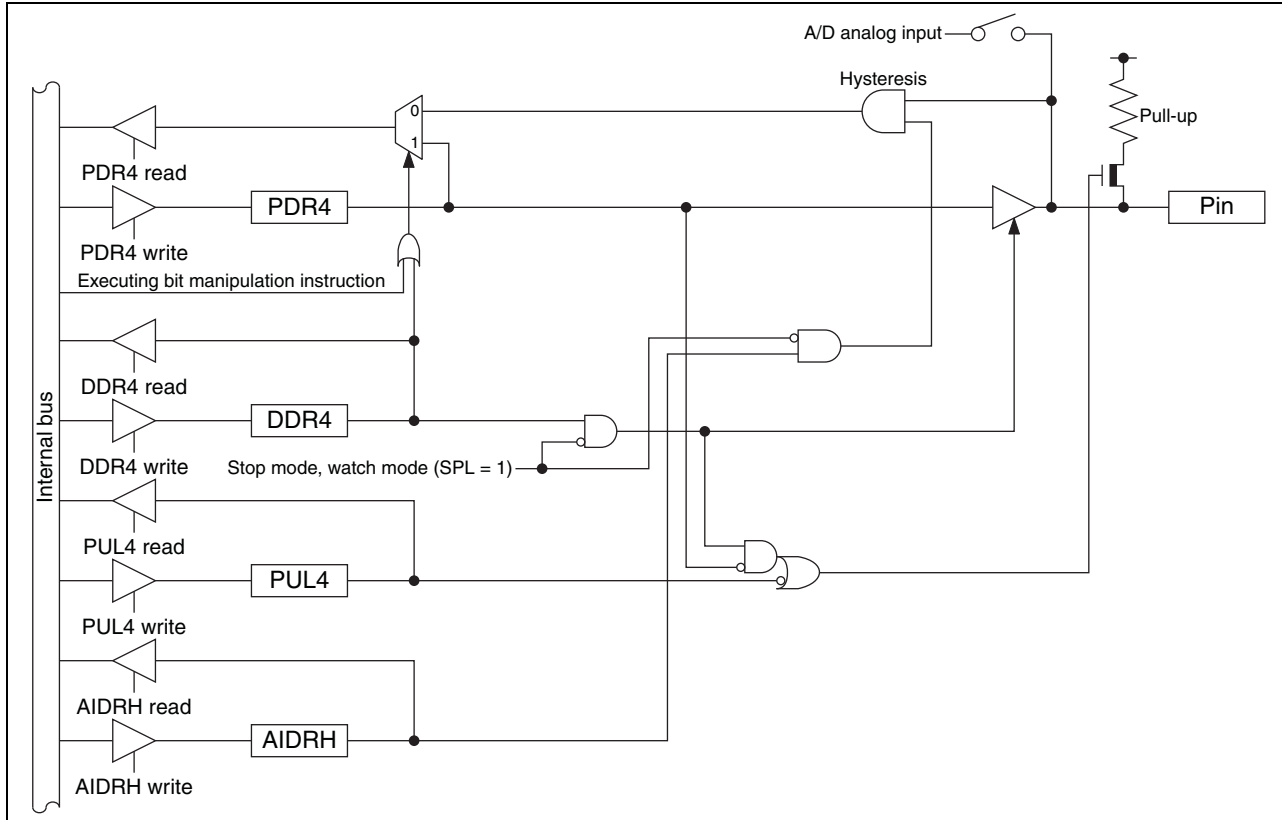 A/D analog input
Hysteresis
0
1
Pull-up
PDR4 read
PDR4
Pin
PDR4 write
Executing bit manipulation instruction
DDR4 read
DDR4
DDR4 write
Stop mode, watch mode (SPL = 1)
Internal bus
PUL4 read
PUL4
PUL4 write
AIDRH read
AIDRH
AIDRH write